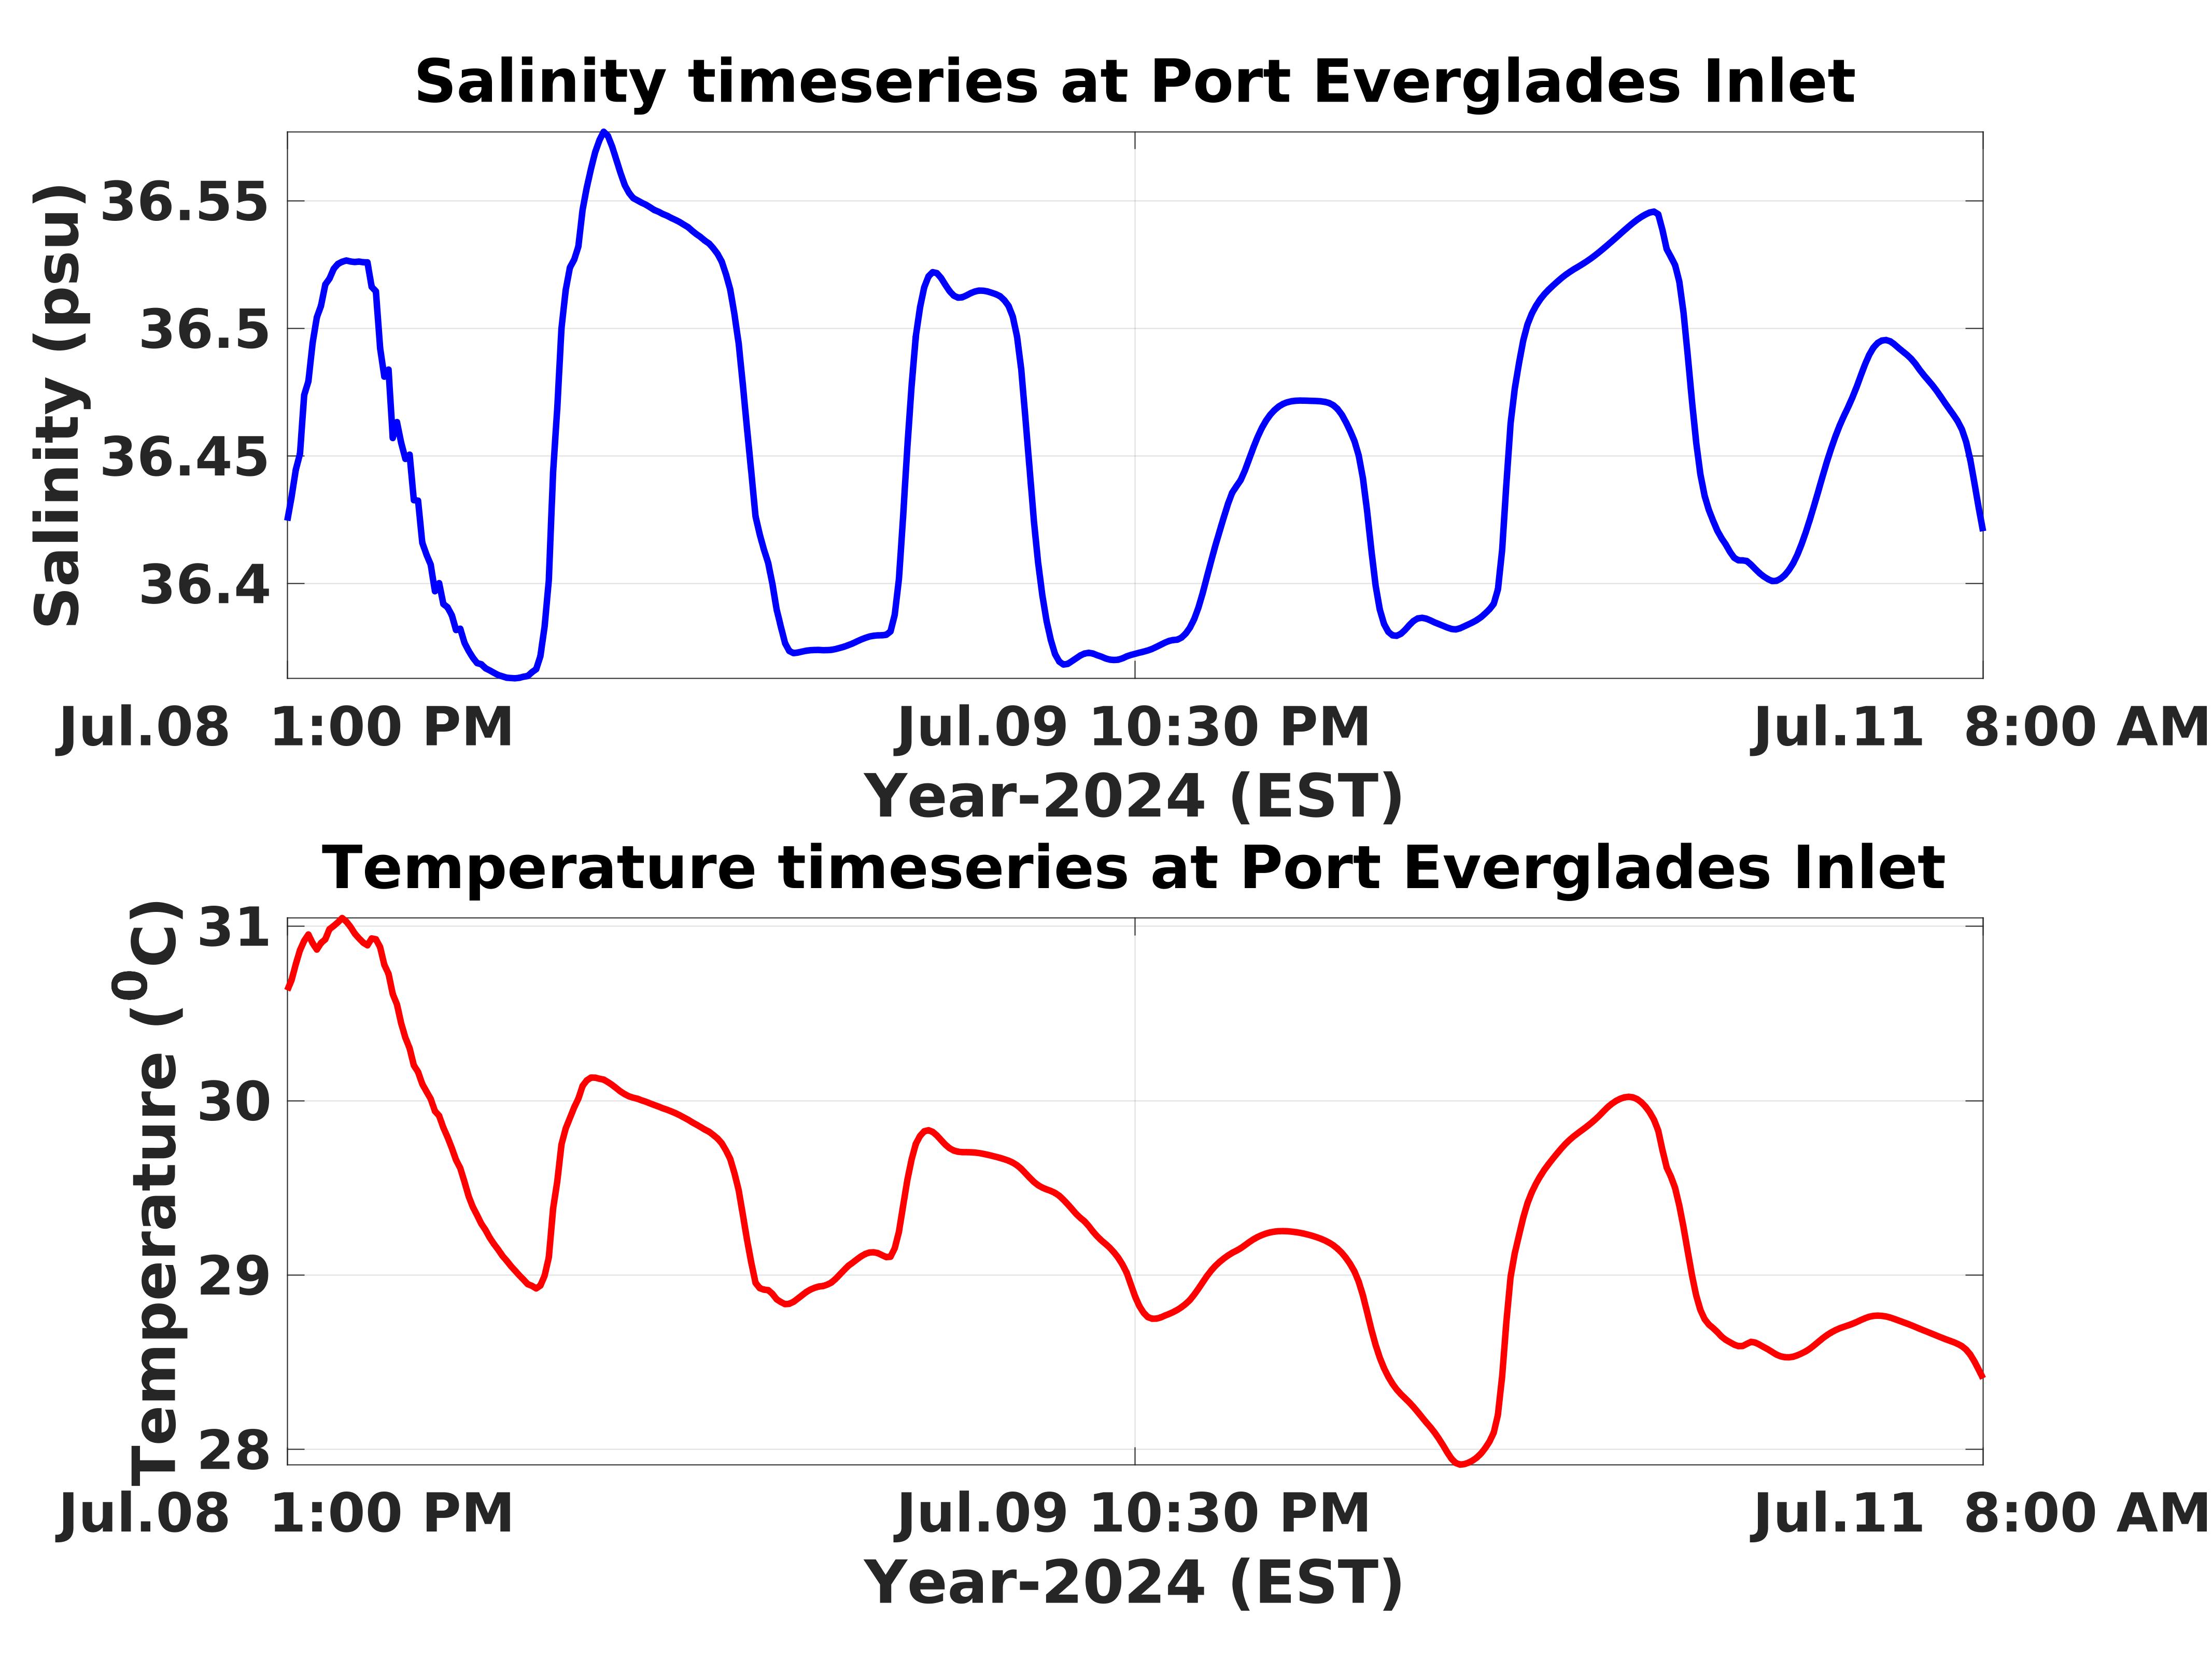 Salinity timeseries at Port Everglades Inlet
Salinity (psu)
36.55
36.5
36.45
36.4
Jul.08  1:00 PM
Jul.09 10:30 PM
Jul.11  8:00 AM
Year-2024 (EST)
Temperature timeseries at Port Everglades Inlet
Temperature (⁰C)
31
30
29
28
Jul.08  1:00 PM
Jul.09 10:30 PM
Jul.11  8:00 AM
Year-2024 (EST)